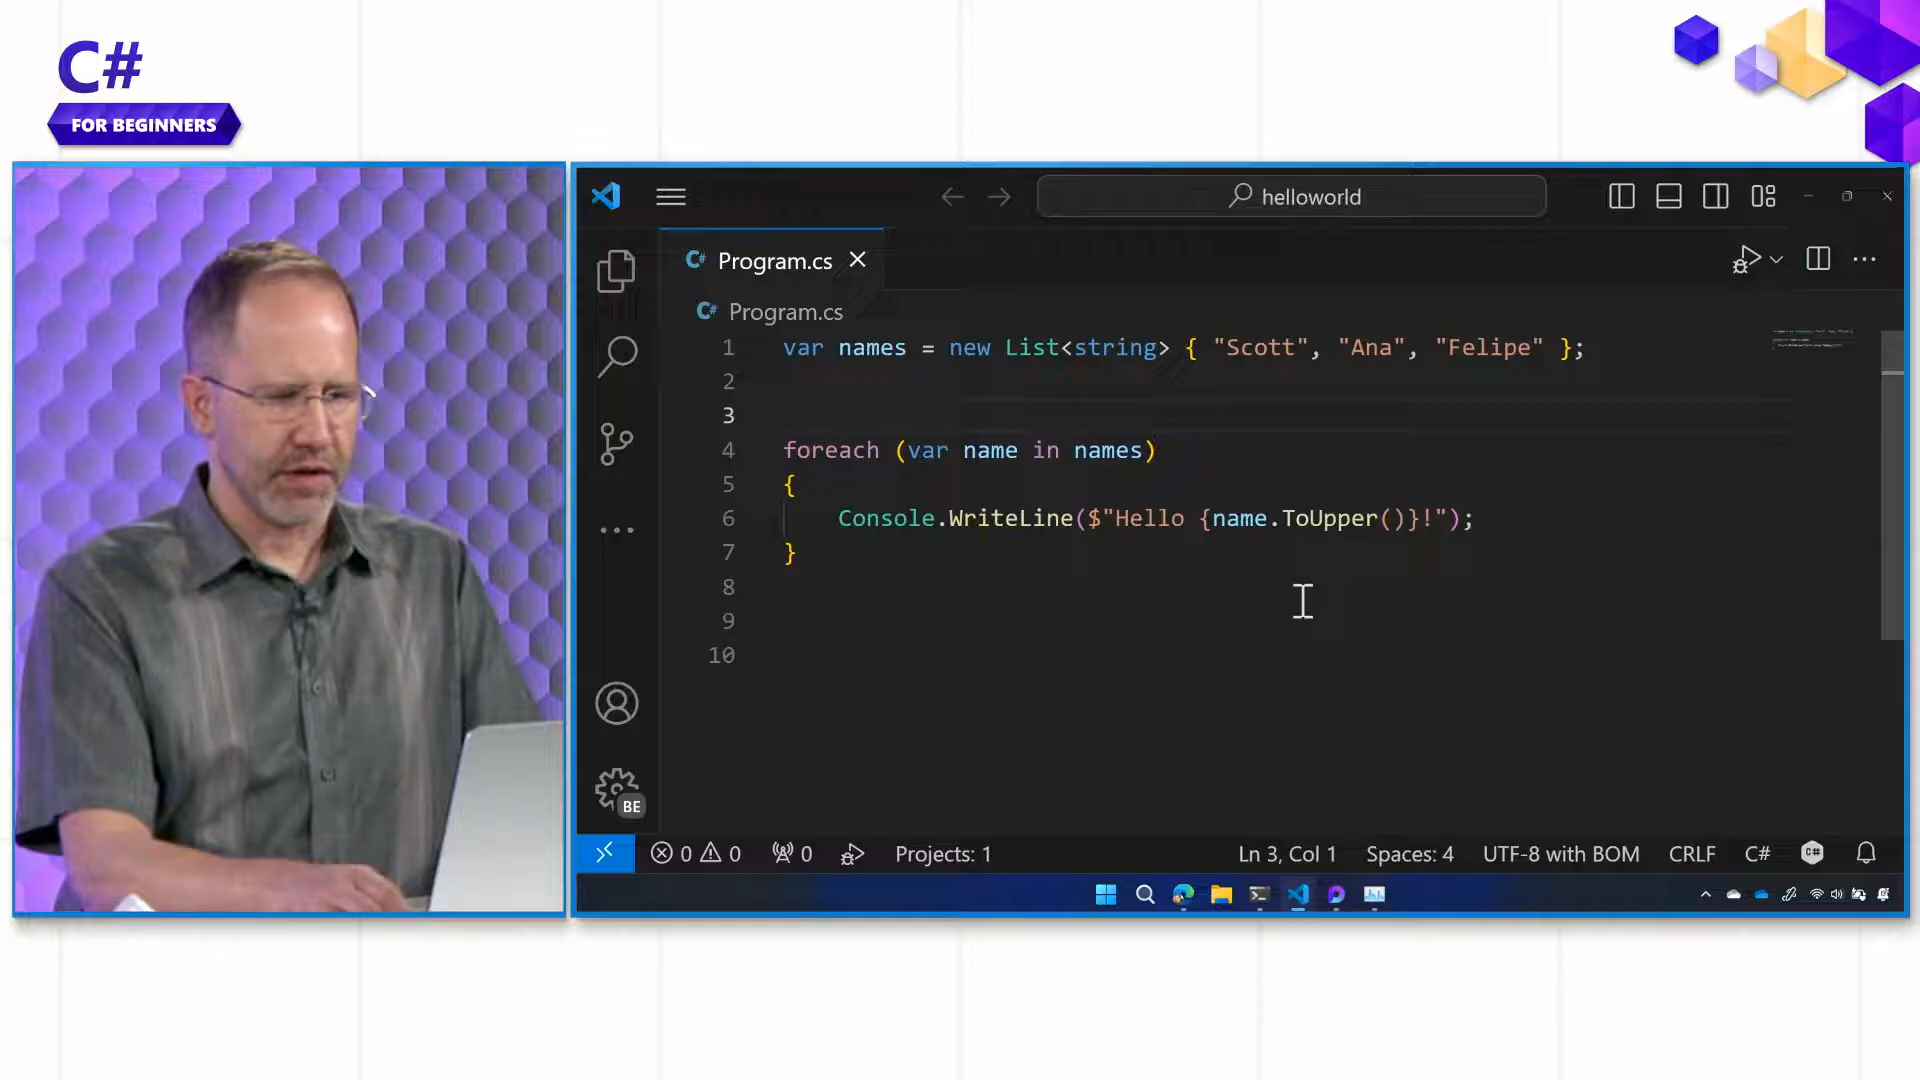 C#
FOR BEGINNERS
helloworld
C# Program.cs
C# Program.cs
1 var names = new List<string> { "Scott", "Ana", "Felipe" };
2
3
4 foreach (var name in names)
5 {
6 Console.WriteLine($"Hello {name.ToUpper()}!");
7 }
8
9
10
BE
0 0 0 Projects: 1 Ln 3, Col 1 Spaces: 4 UTF-8 with BOM CRLF C# C#